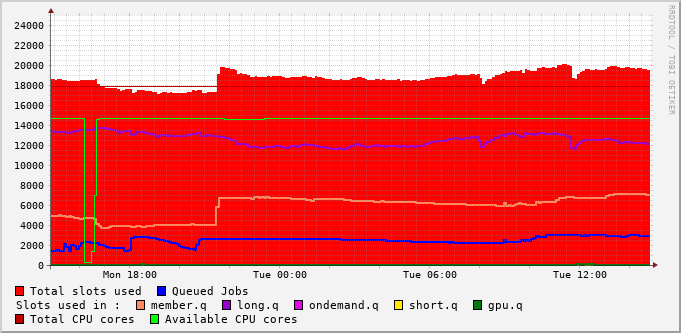 RRDTOOL / TOBI OETIKER
24000
22000
20000
18000
16000
14000
12000
10000
8000
6000
4000
2000
0
Mon 18:00 Tue 00:00 Tue 06:00 Tue 12:00
Total slots used Queued Jobs
Slots used in : member.q long.q ondemand.q short.q gpu.q
Total CPU cores Available CPU cores